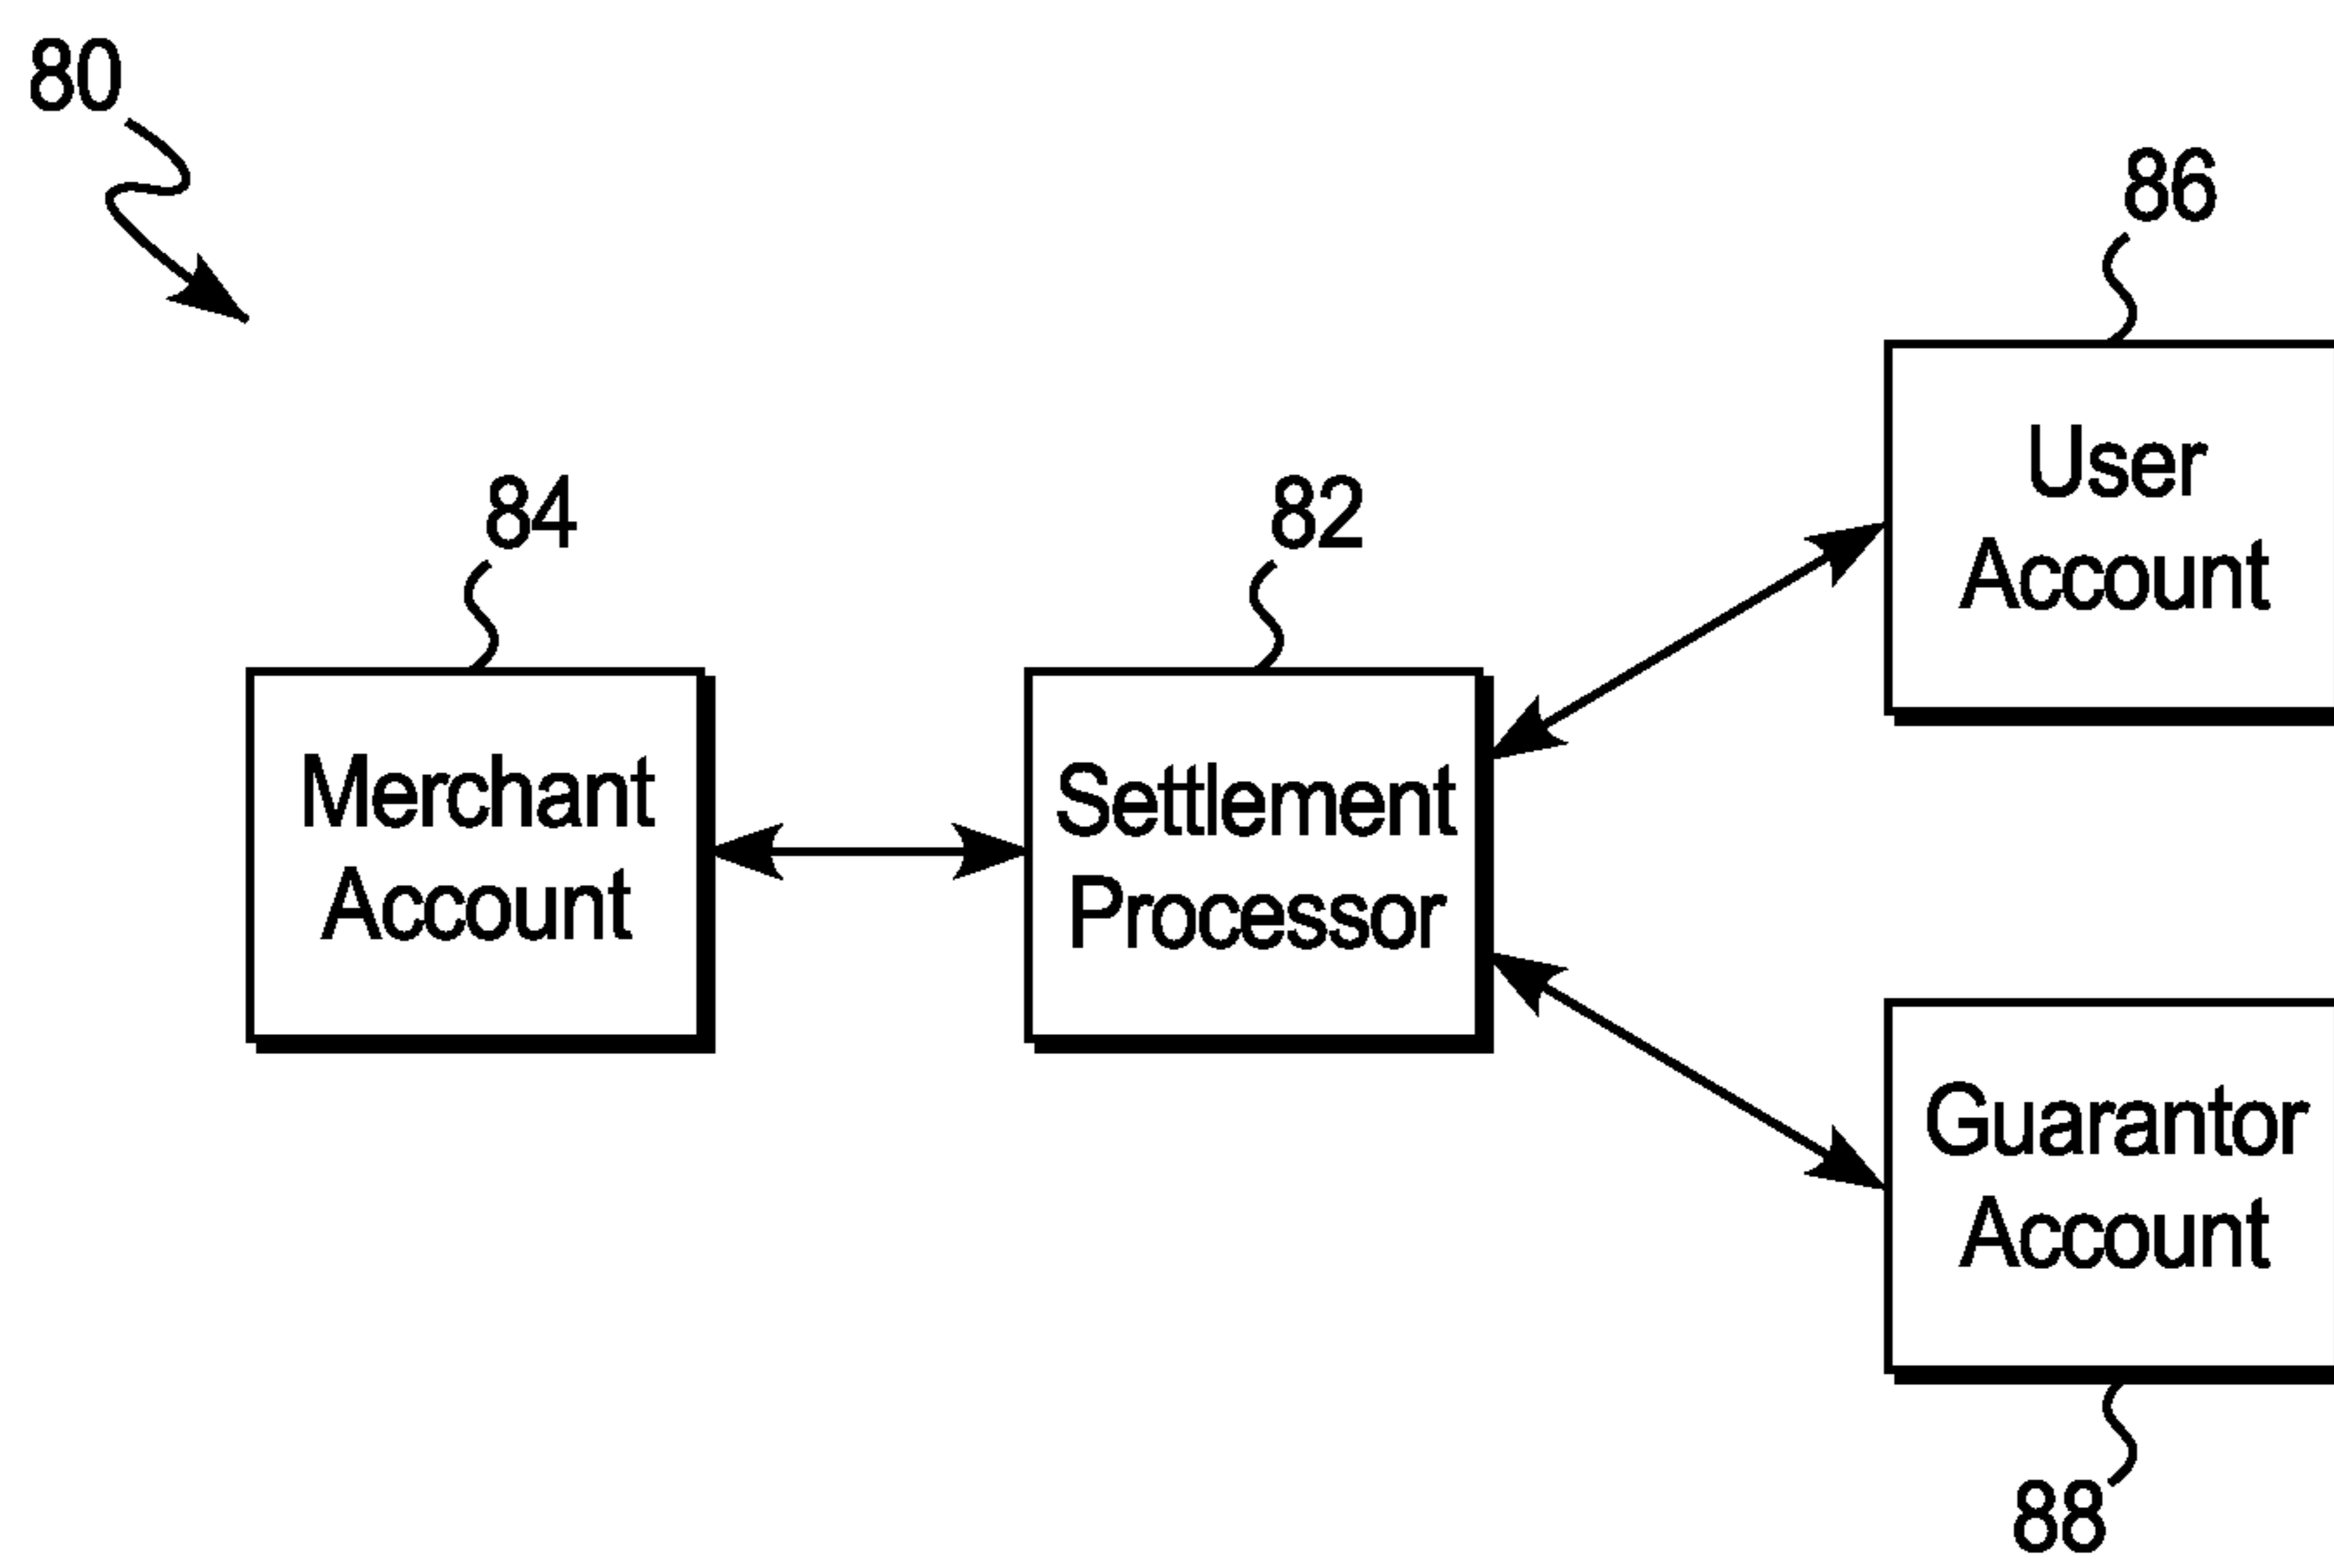 80
86
User
Account
84
82
Merchant
Account
Settlement
Processor
Guarantor
Account
88